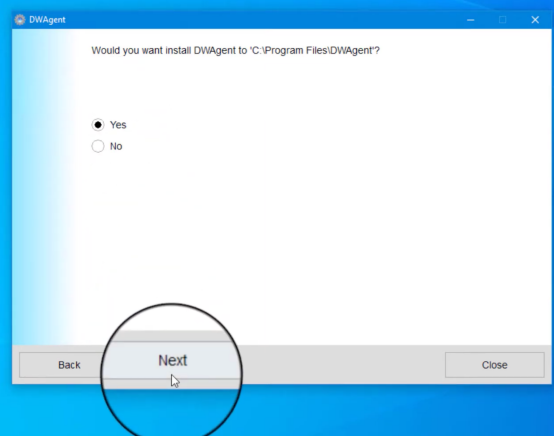 DWAgent
Would you want install DWAgent to 'C:\Program Files\DWAgent'?
Yes
No
Back
Next
Close